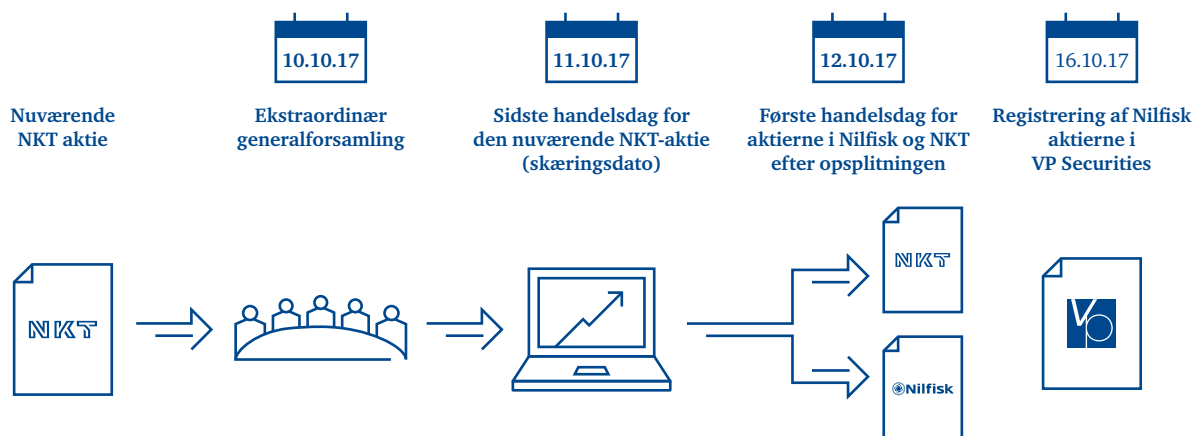 10.10.17
11.10.17
12.10.17
16.10.17
Nuværende
NKT aktie
Ekstraordinær
generalforsamling
Sidste handelsdag for
den nuværende NKT-aktie
(skæringsdato)
Første handelsdag for
aktierne i Nilfisk og NKT
efter opsplitningen
Registrering af Nilfisk
aktierne i
VP Securities
NKT
NKT
Nilfisk
VP